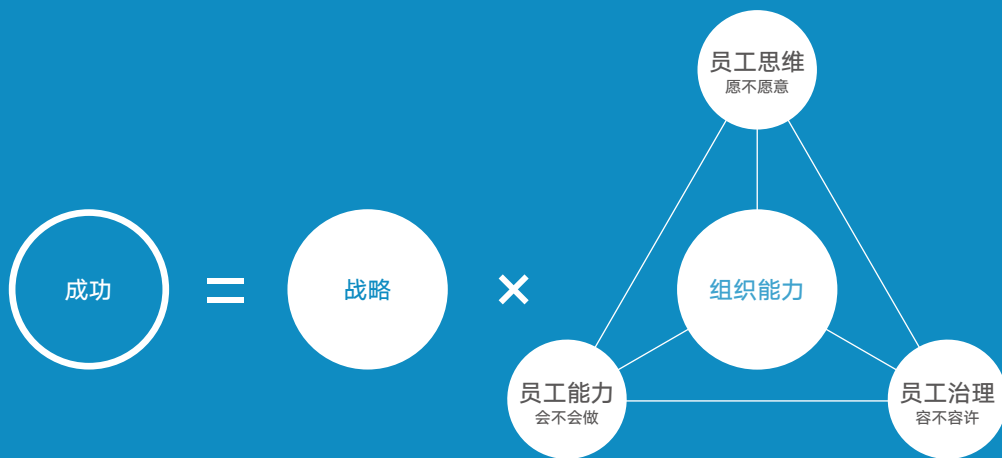 员工思维
愿不愿意
成功
=
战略
×
组织能力
员工能力
会不会做
员工治理
容不容许